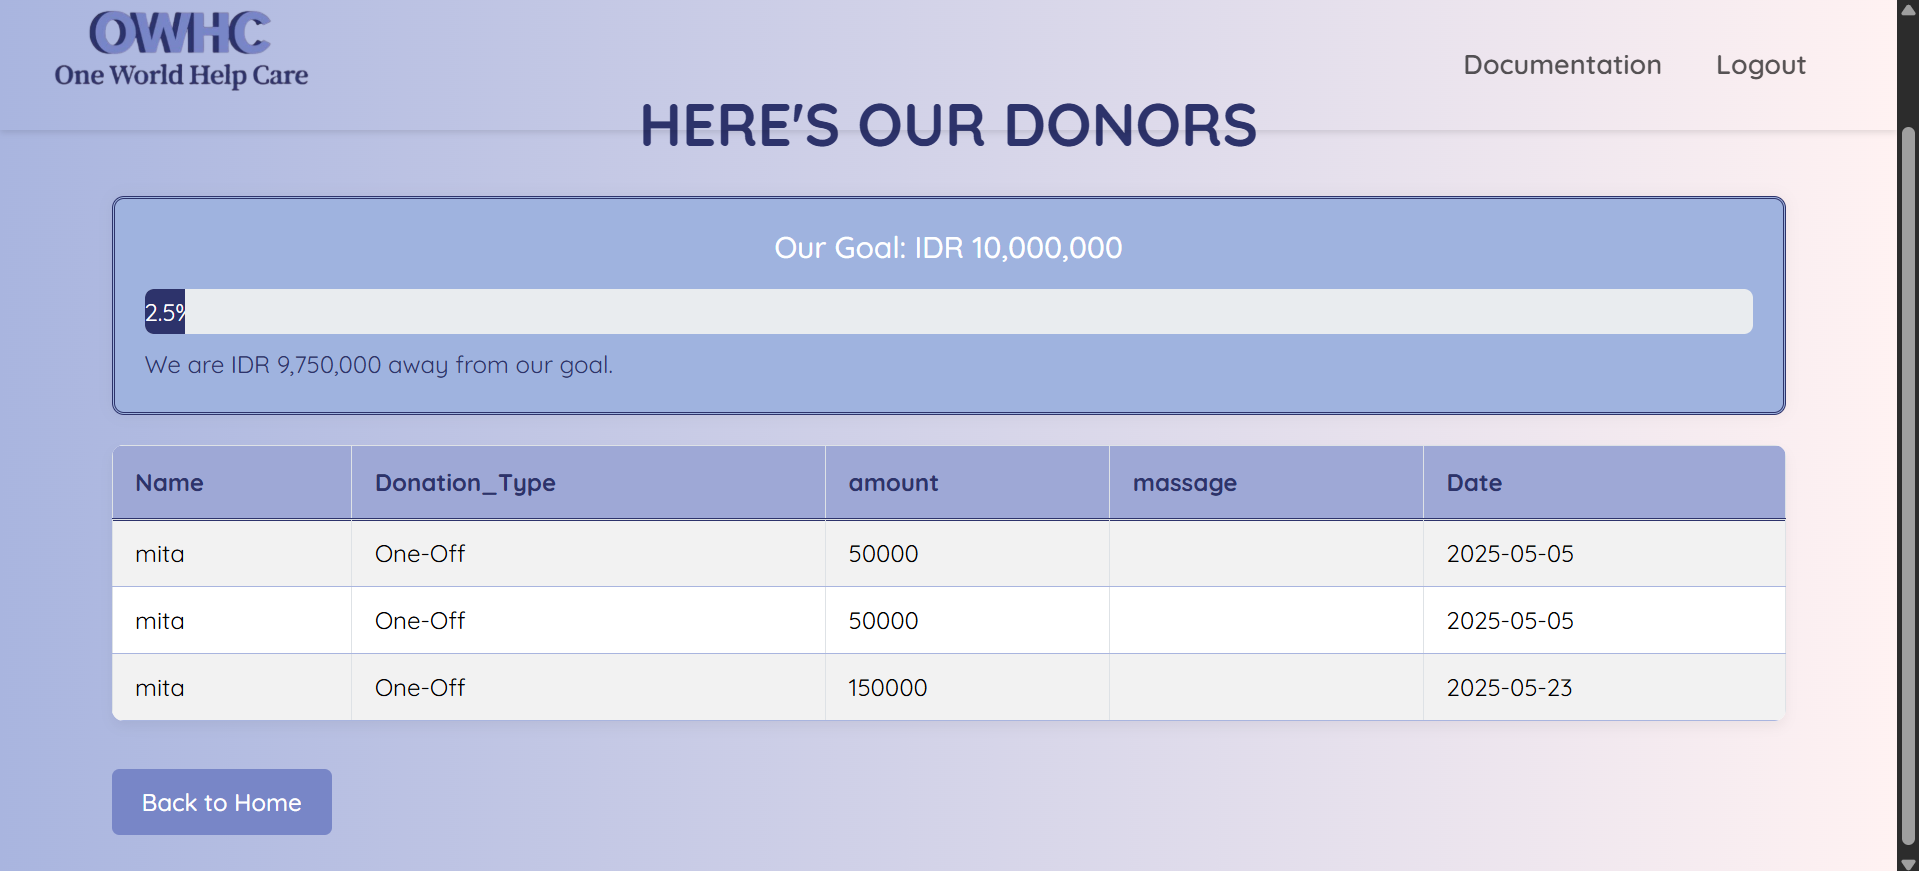 OWHC
One World Help Care
Documentation Logout
HERE'S OUR DONORS
Our Goal: IDR 10,000,000
2.5%
We are IDR 9,750,000 away from our goal.
Name Donation_Type amount massage Date
mita One-Off 50000 2025-05-05
mita One-Off 50000 2025-05-05
mita One-Off 150000 2025-05-23
Back to Home